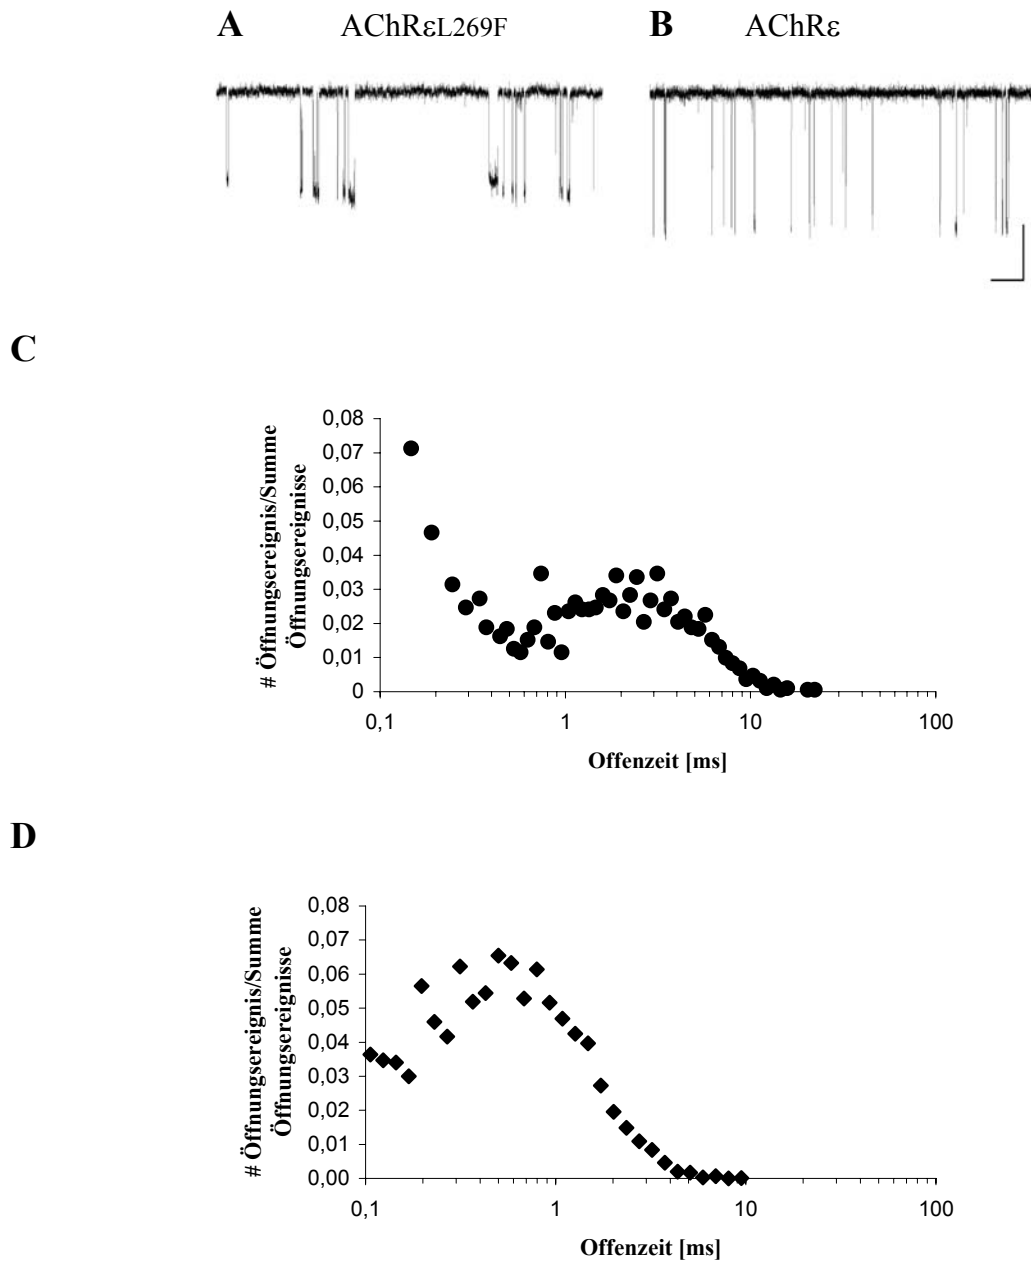 A AChRεL269F B AChRε
C
# Öffnungsereignis/Summe
Öffnungsereignisse
0,08
0,07
0,06
0,05
0,04
0,03
0,02
0,01
0
0,1 1 10 100
Offenzeit [ms]
D
# Öffnungsereignis/Summe
Öffnungsereignisse
0,08
0,07
0,06
0,05
0,04
0,03
0,02
0,01
0,00
0,1 1 10 100
Offenzeit [ms]